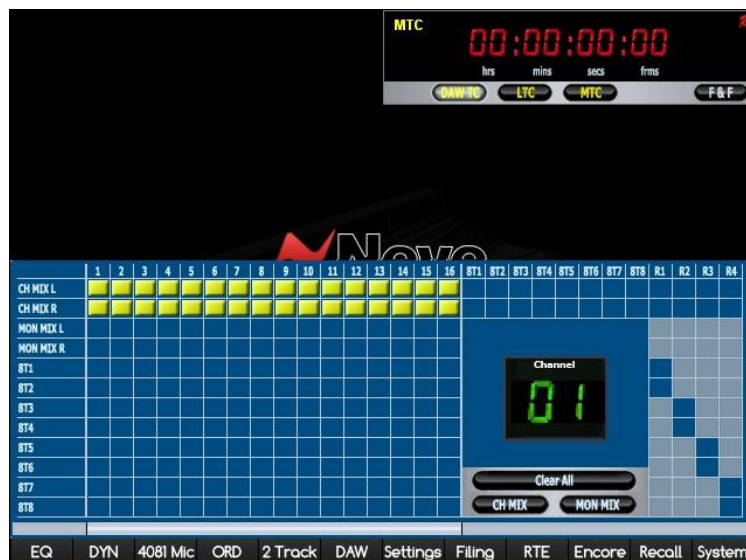 MTC
00:00:00:00
hrs mins secs frms
DAW TC LTC MTC F & F
Neve
1 2 3 4 5 6 7 8 9 10 11 12 13 14 15 16 8T1 8T2 8T3 8T4 8T5 8T6 8T7 8T8 R1 R2 R3 R4
CH MIX L
CH MIX R
MON MIX L
MON MIX R
8T1
8T2
8T3
8T4
8T5
8T6
8T7
8T8
Channel
01
Clear All
CH MIX MON MIX
EQ DYN 4081 Mic ORD 2 Track DAW Settings Filing RTE Encore Recall System